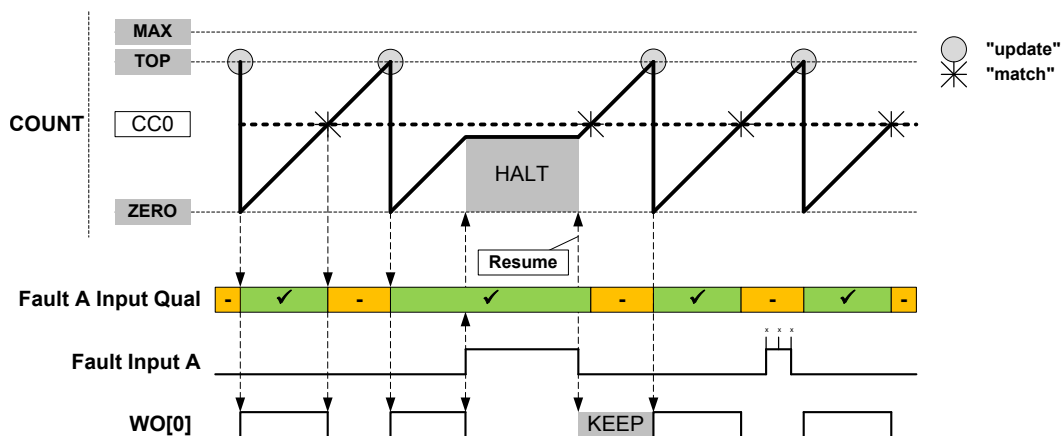 MAX
"update"
TOP
"match"
COUNT
CC0
HALT
ZERO
Resume
Fault A Input Qual
- ✓ - ✓ - ✓ - ✓ -
x x x
Fault Input A
KEEP
WO[0]